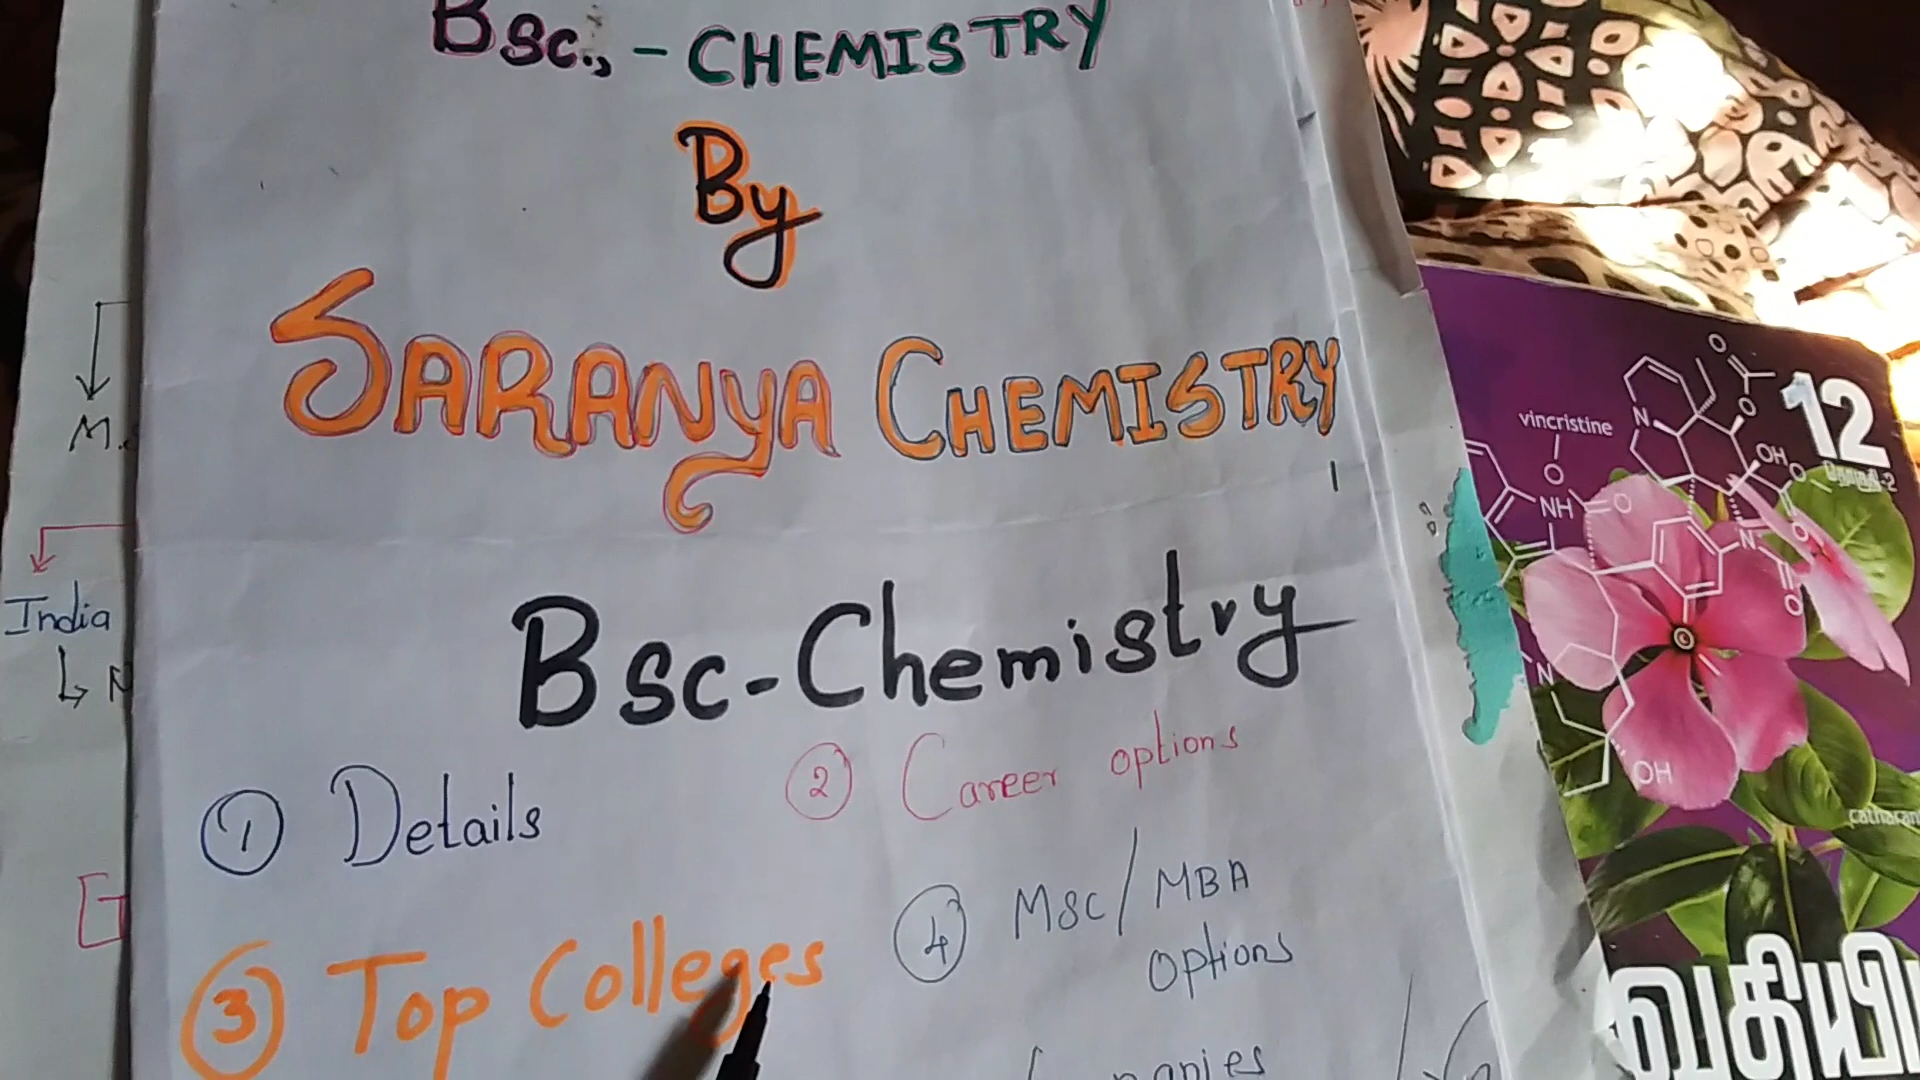 Bsc., - CHEMISTRY
By
SARANYA CHEMISTRY
Bsc-Chemistry
① Details
② Career options
③ Top Colleges
④ Msc / MBA
options
India
vincristine
12
O
O
OH
O
N
NH
O
N
O
N
OH